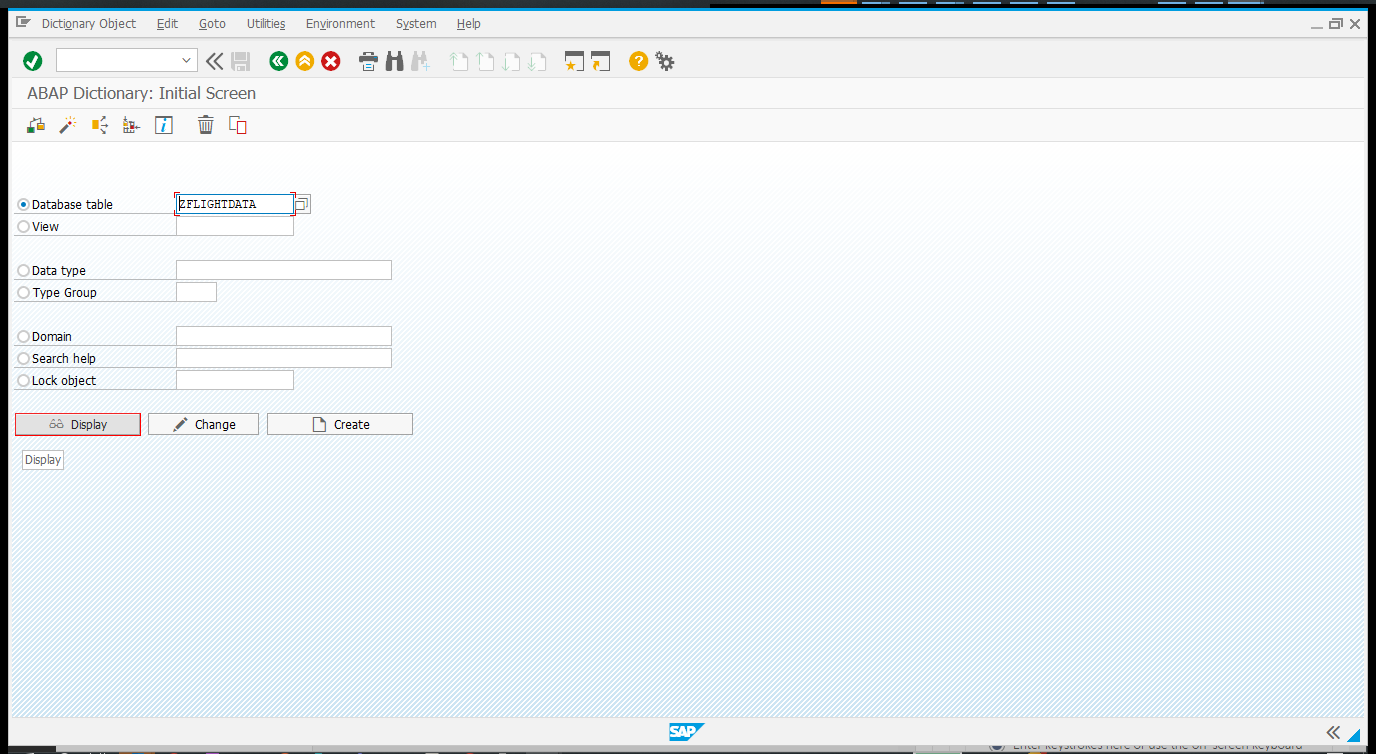 Dictionary Object Edit Goto Utilities Environment System Help
ABAP Dictionary: Initial Screen
Database table ZFLIGHTDATA
View
Data type
Type Group
Domain
Search help
Lock object
Display Change Create
Display
SAP